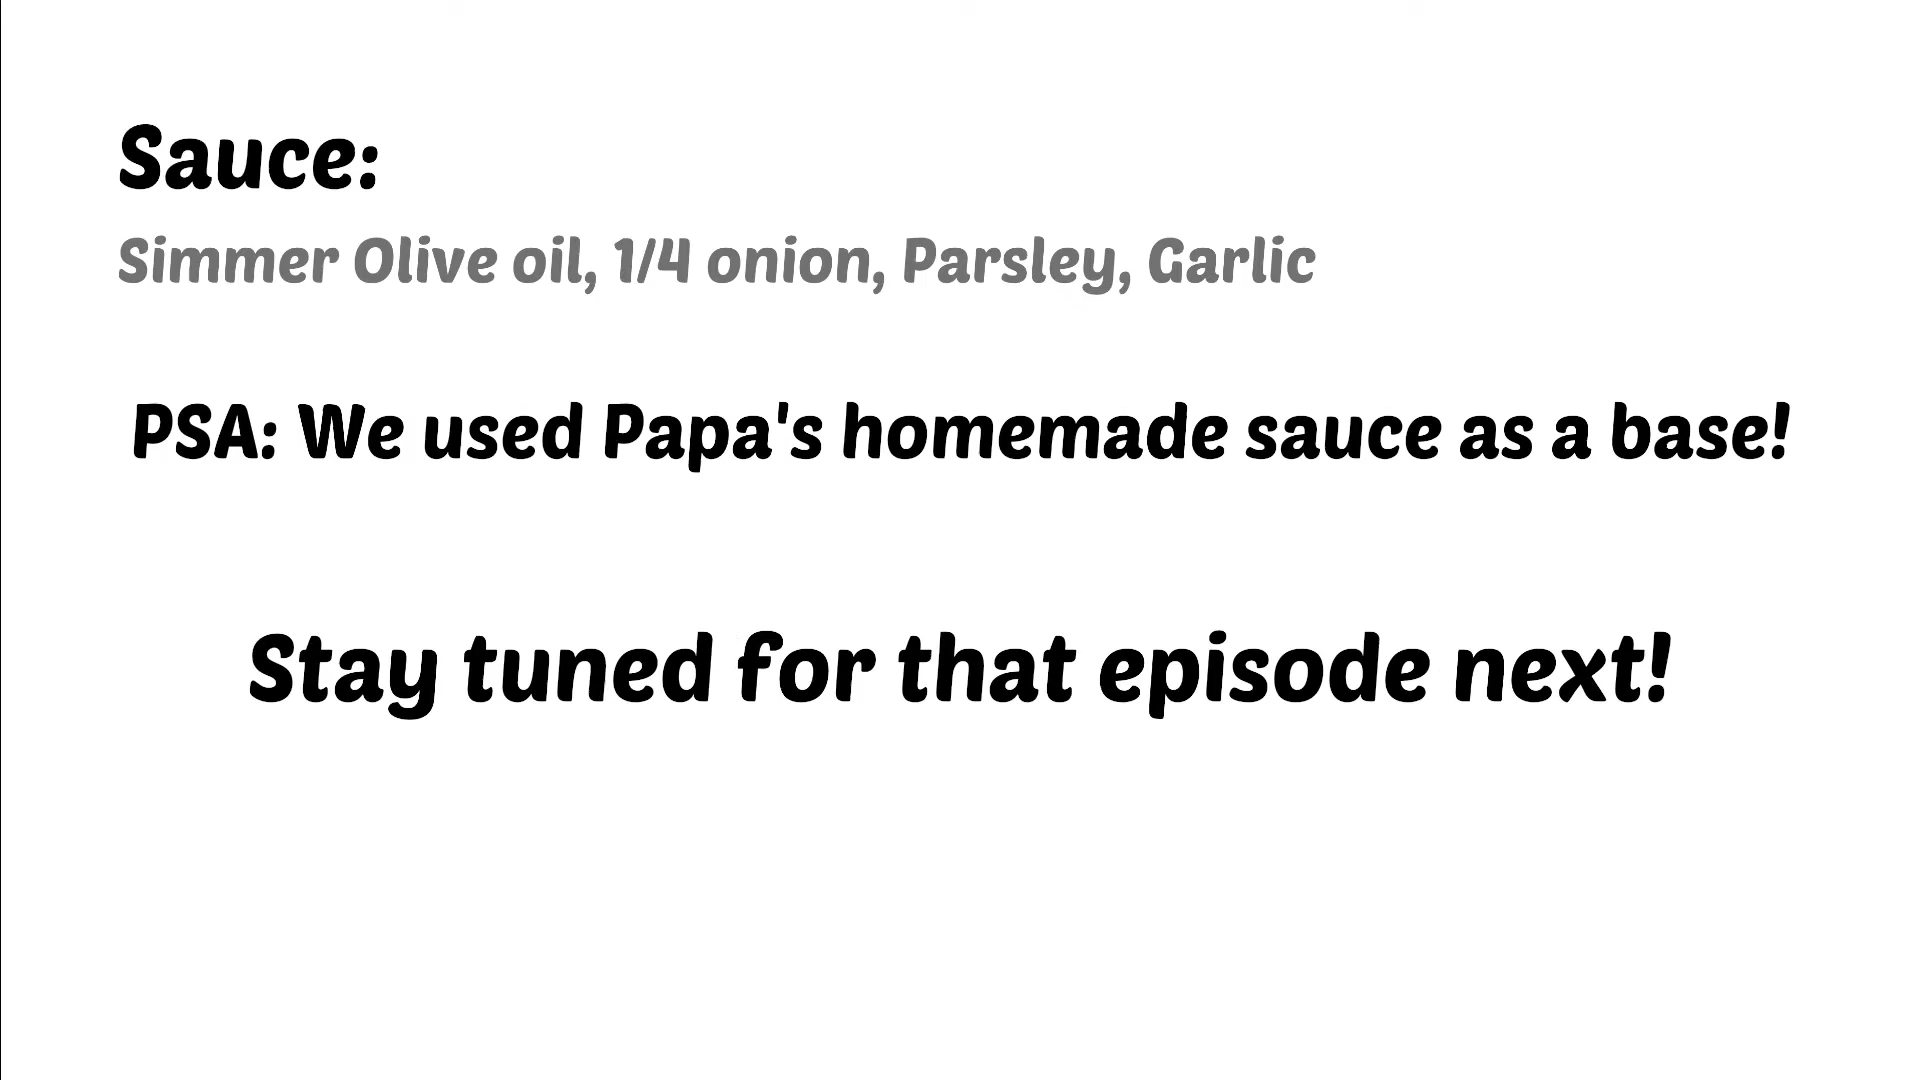 Sauce:
Simmer Olive oil, 1/4 onion, Parsley, Garlic
PSA: We used Papa's homemade sauce as a base!
Stay tuned for that episode next!